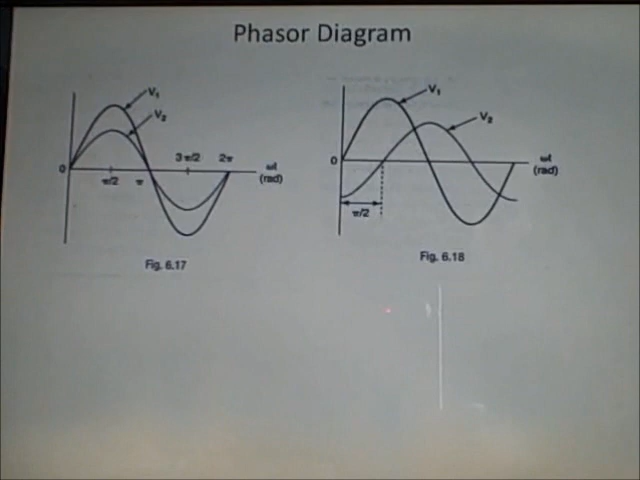 Phasor Diagram
V₁
V₂
0
π/2
π
3π/2
2π
ωt
(rad)
Fig. 6.17
V₁
V₂
0
π/2
ωt
(rad)
Fig. 6.18